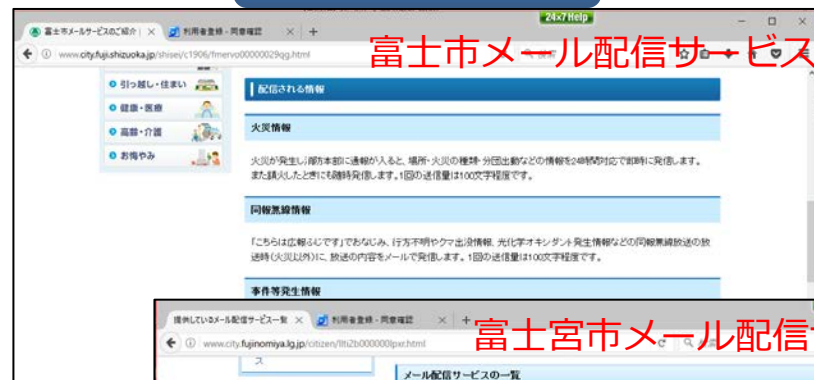 24x7 Help
富士市メールサービスのご紹介 |
利用者登録 - 同意確認
www.city.fuji.shizuoka.jp/shisei/c1906/fmervo00000029qg.html
富士市メール配信サービス
引っ越し・住まい
健康・医療
高齢・介護
お悔やみ
配信される情報
火災情報
火災が発生し消防本部に通報が入ると、場所・火災の種類・分団出動などの情報を24時間対応で即時に発信します。
また鎮火したときにも随時発信します。1回の送信量は100文字程度です。
同報無線情報
「こちらは広報ふじです」でおなじみ、行方不明やクマ出没情報、光化学オキシダント発生情報などの同報無線放送の放
送時(火災以外)に、放送の内容をメールで発信します。1回の送信量は100文字程度です。
事件等発生情報
提供しているメール配信サービス一覧
利用者登録 - 同意確認
富士宮市メール配信
www.city.fujinomiya.lg.jp/citizen/
ス
メール配信サービスの一覧